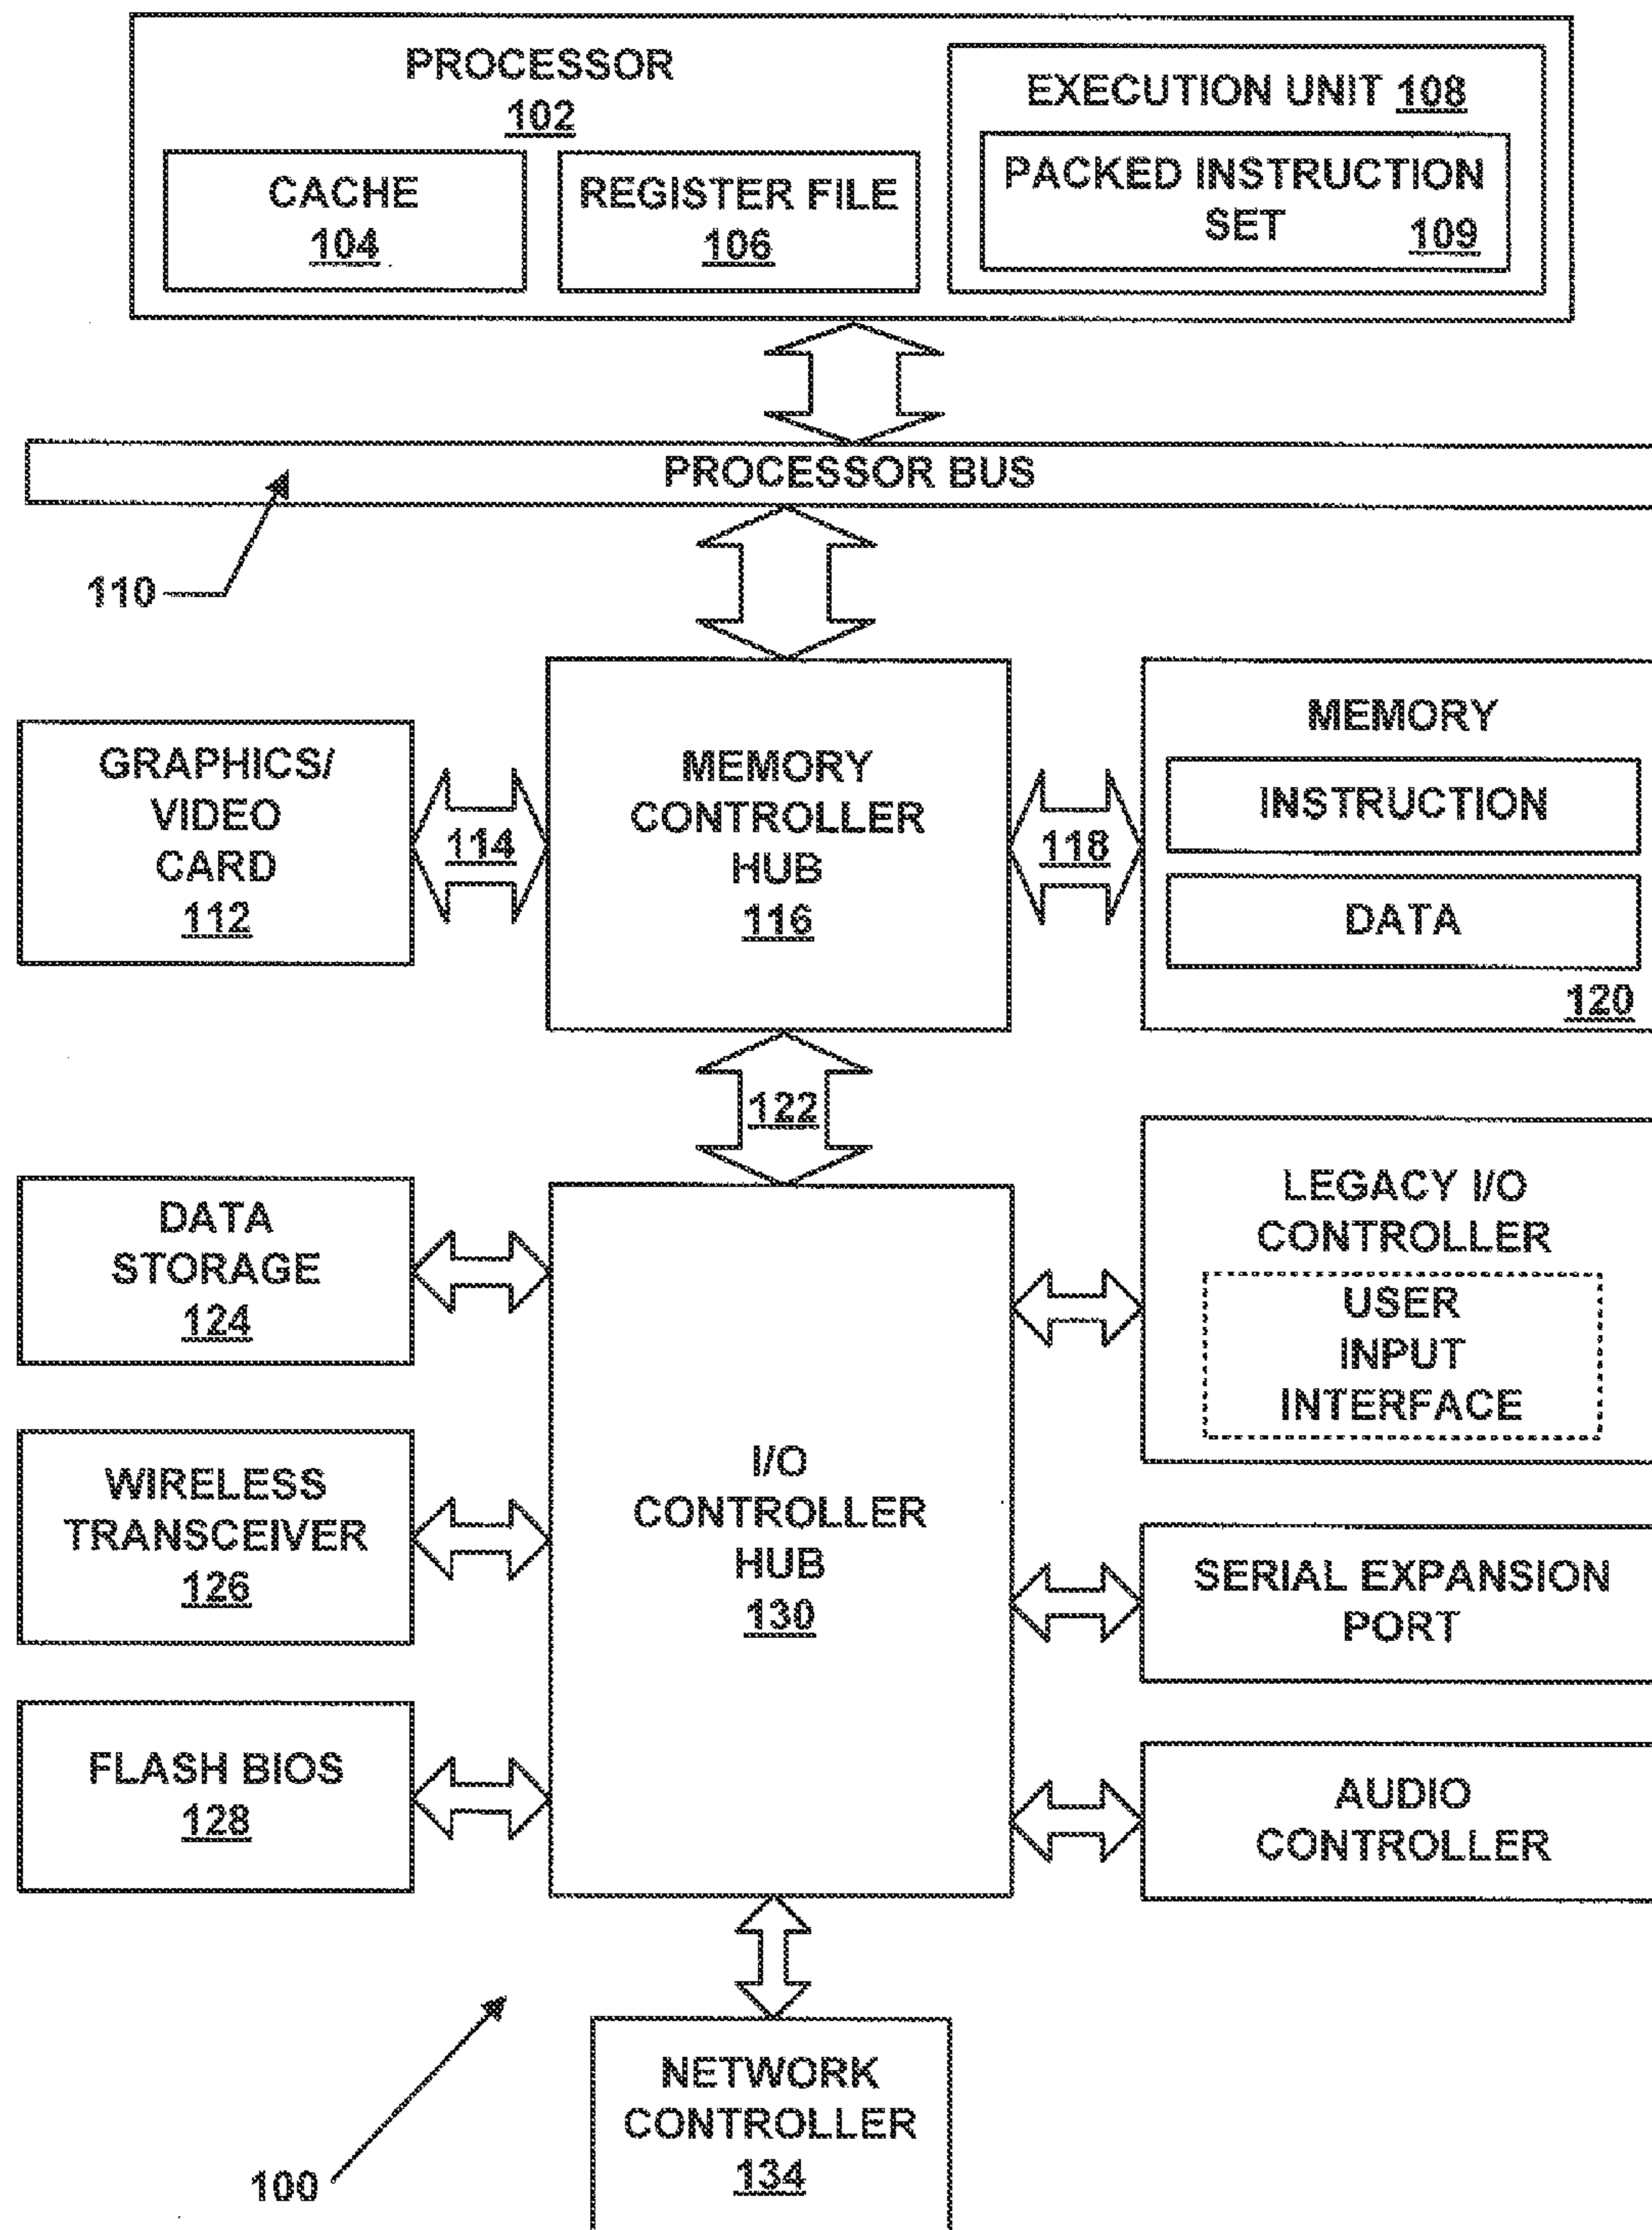 PROCESSOR
102
CACHE
104
REGISTER FILE
106
EXECUTION UNIT 108
PACKED INSTRUCTION
SET 109
PROCESSOR BUS
110
GRAPHICS/
VIDEO
CARD
112
114
MEMORY
CONTROLLER
HUB
116
118
MEMORY
INSTRUCTION
DATA
120
122
DATA
STORAGE
124
WIRELESS
TRANSCEIVER
126
FLASH BIOS
128
I/O
CONTROLLER
HUB
130
LEGACY I/O
CONTROLLER
USER
INPUT
INTERFACE
SERIAL EXPANSION
PORT
AUDIO
CONTROLLER
NETWORK
CONTROLLER
134
100